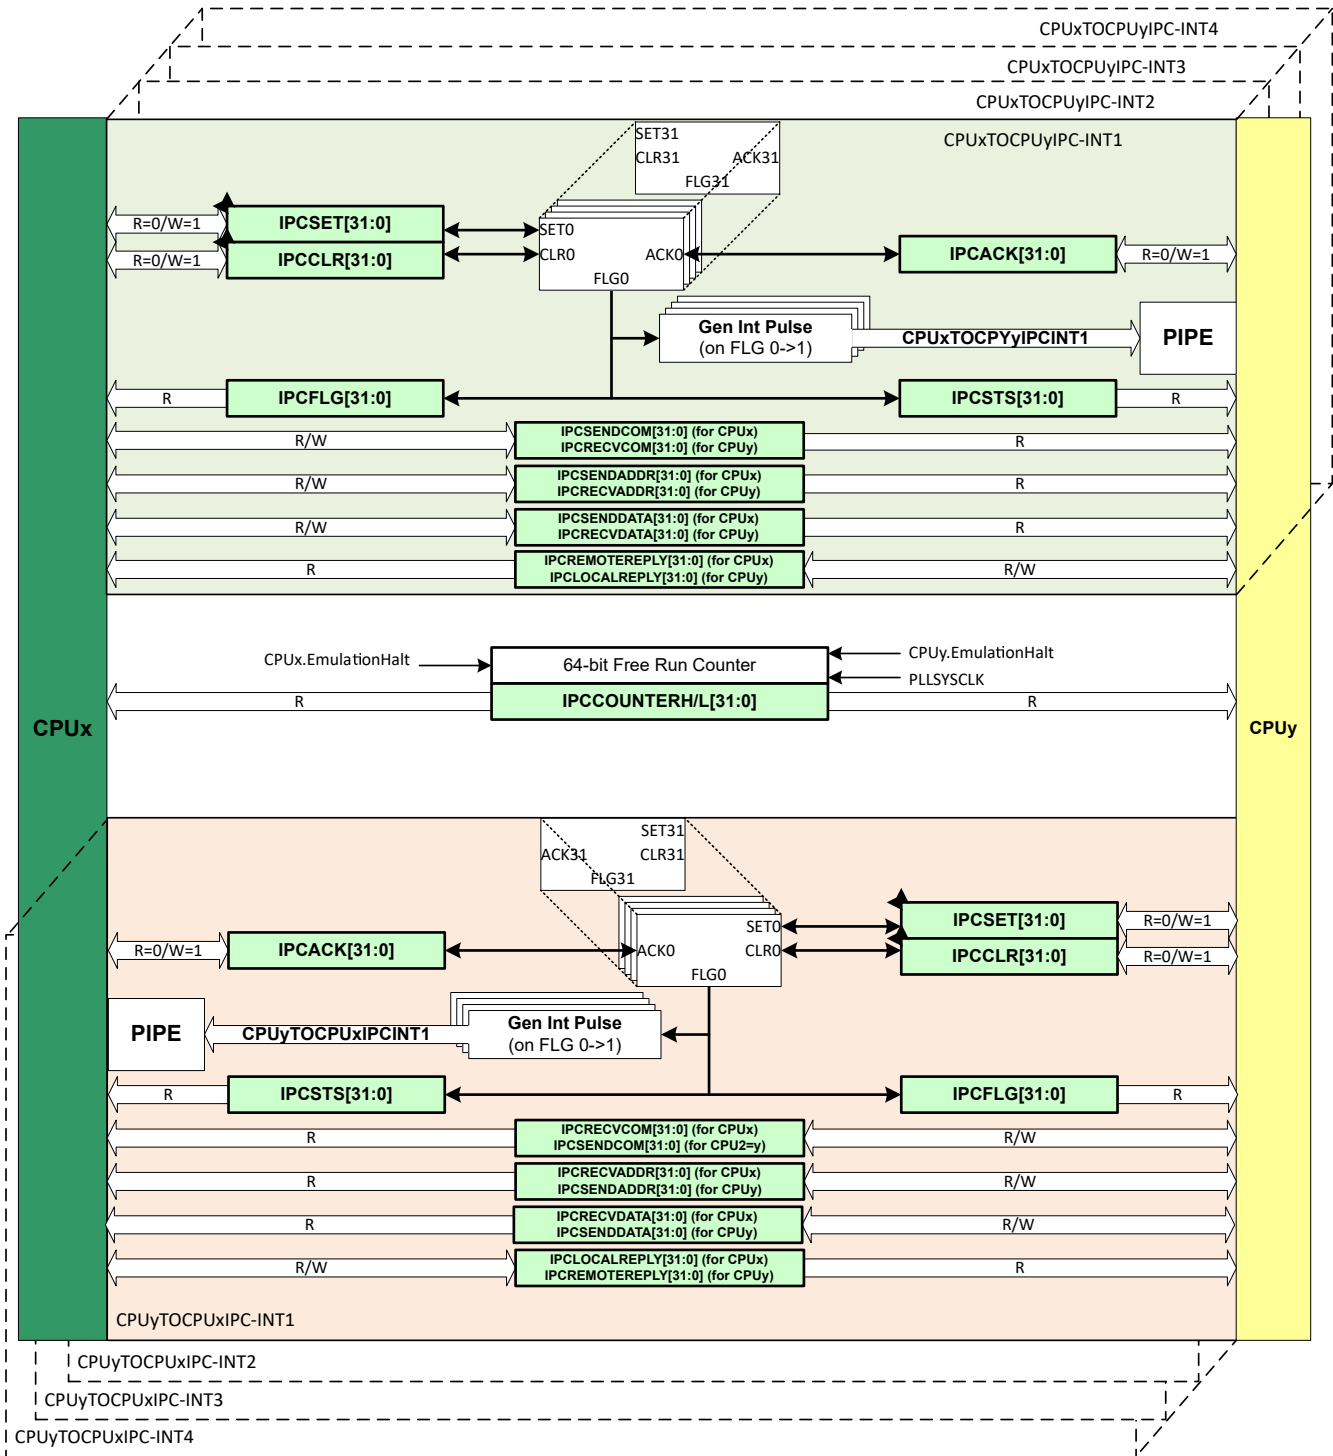 CPUxTOCPUyIPC-INT4
CPUxTOCPUyIPC-INT3
CPUxTOCPUyIPC-INT2
CPUxTOCPUyIPC-INT1
SET31
CLR31 ACK31
FLG31
R=0/W=1 IPCSET[31:0] SET0
R=0/W=1 IPCCLR[31:0] CLR0 ACK0 IPCACK[31:0] R=0/W=1
FLG0
Gen Int Pulse
(on FLG 0->1)
CPUxTOCPYyIPCINT1
PIPE
R IPCFLG[31:0] IPCSTS[31:0] R
R/W IPCSENDCOM[31:0] (for CPUx) R
IPCRECVCOM[31:0] (for CPUy)
R/W IPCSENDADDR[31:0] (for CPUx) R
IPCRECVADDR[31:0] (for CPUy)
R/W IPCSENDDATA[31:0] (for CPUx) R
IPCRECVDATA[31:0] (for CPUy)
R IPCREMOTEREPLY[31:0] (for CPUx) R/W
IPCLOCALREPLY[31:0] (for CPUy)
CPUx.EmulationHalt 64-bit Free Run Counter CPUy.EmulationHalt
PLLSYSCLK
R IPCCOUNTERH/L[31:0] R
CPUx
CPUy
SET31
ACK31 CLR31
FLG31
SET0 IPCSET[31:0] R=0/W=1
R=0/W=1 IPCACK[31:0] ACK0 CLR0 IPCCLR[31:0] R=0/W=1
FLG0
PIPE
CPUyTOCPUxIPCINT1
Gen Int Pulse
(on FLG 0->1)
R IPCSTS[31:0] IPCFLG[31:0] R
R IPCRECVCOM[31:0] (for CPUx) R/W
IPCSENDCOM[31:0] (for CPU2=y)
R IPCRECVADDR[31:0] (for CPUx) R/W
IPCSENDADDR[31:0] (for CPUy)
R IPCRECVDATA[31:0] (for CPUx) R/W
IPCSENDDATA[31:0] (for CPUy)
R/W IPCLOCALREPLY[31:0] (for CPUx) R
IPCREMOTEREPLY[31:0] (for CPUy)
CPUyTOCPUxIPC-INT1
CPUyTOCPUxIPC-INT2
CPUyTOCPUxIPC-INT3
CPUyTOCPUxIPC-INT4